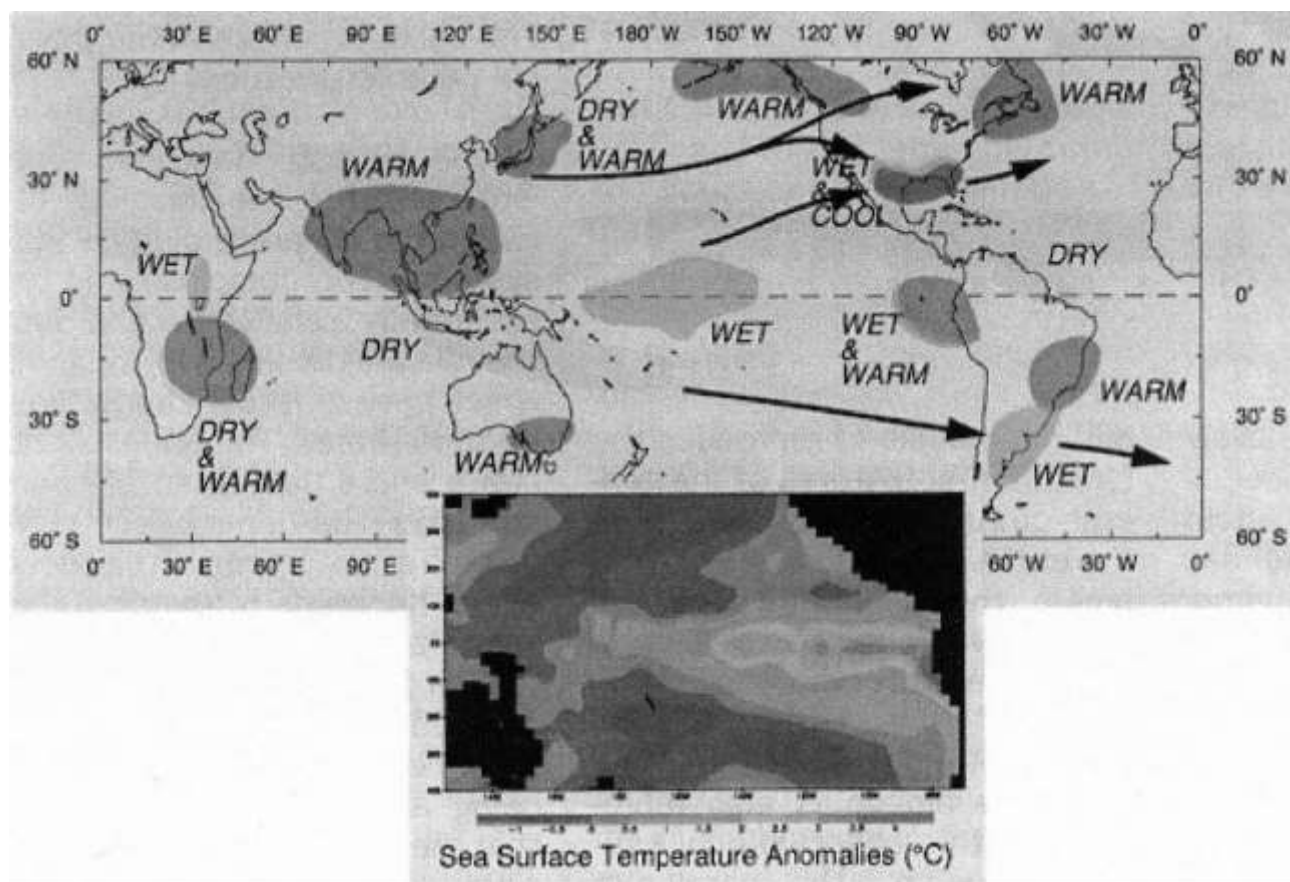 0° 30° E 60° E 90° E 120° E 150° E 180° W 150° W 120° W 90° W 60° W 30° W 0°
60° N 60° N
WARM WARM
DRY
&
WARM
WARM
30° N 30° N
WET
&
COOL
WET DRY
0° 0°
WET
WET
&
WARM
DRY
WARM
30° S 30° S
DRY
&
WARM
WARM
WET
60° S 60° S
0° 30° E 60° E 90° E 60° W 30° W 0°
Sea Surface Temperature Anomalies (°C)